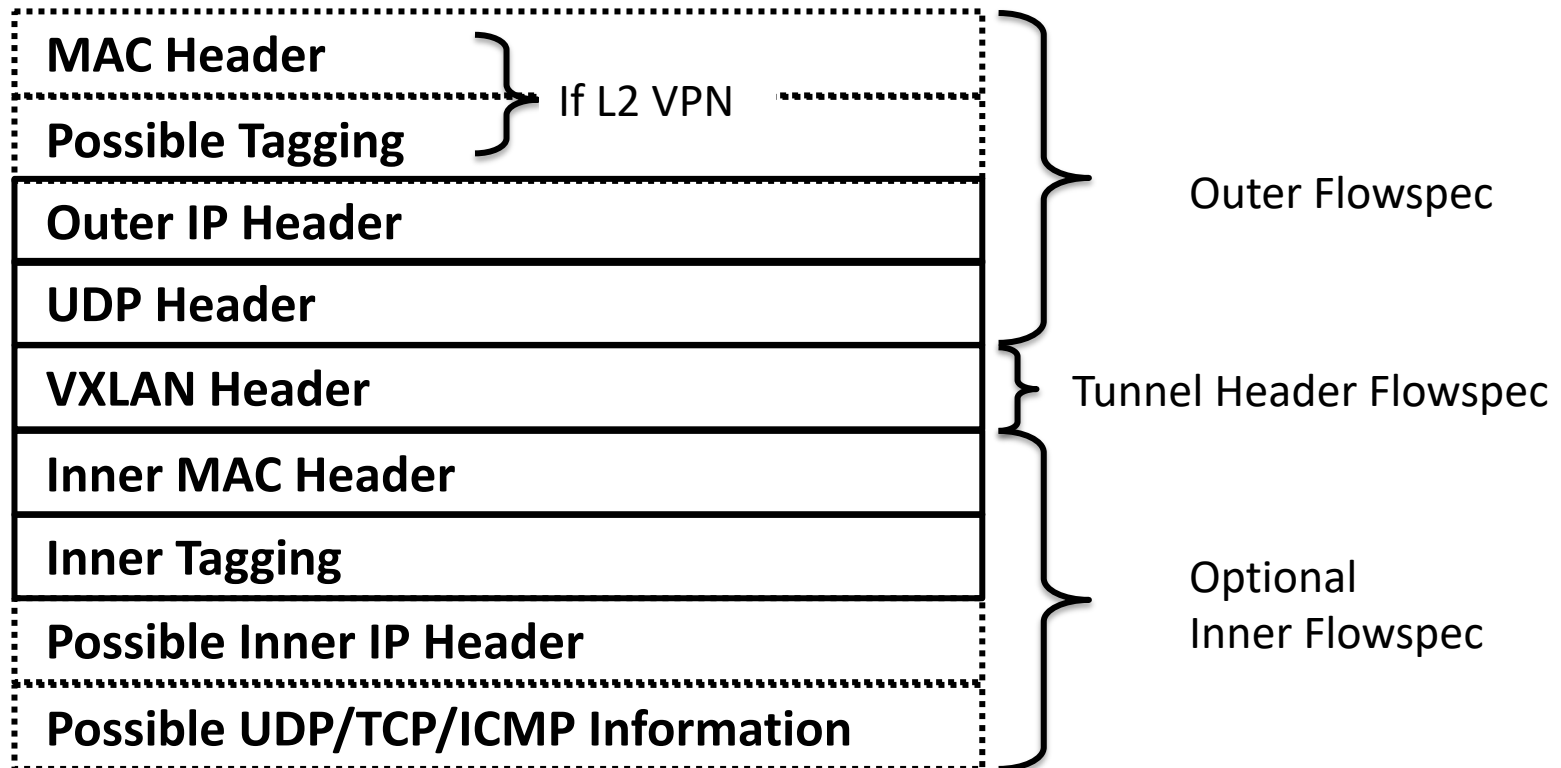 MAC Header
If L2 VPN
Possible Tagging
Outer IP Header
Outer Flowspec
UDP Header
VXLAN Header
Tunnel Header Flowspec
Inner MAC Header
Inner Tagging
Optional
Inner Flowspec
Possible Inner IP Header
Possible UDP/TCP/ICMP Information